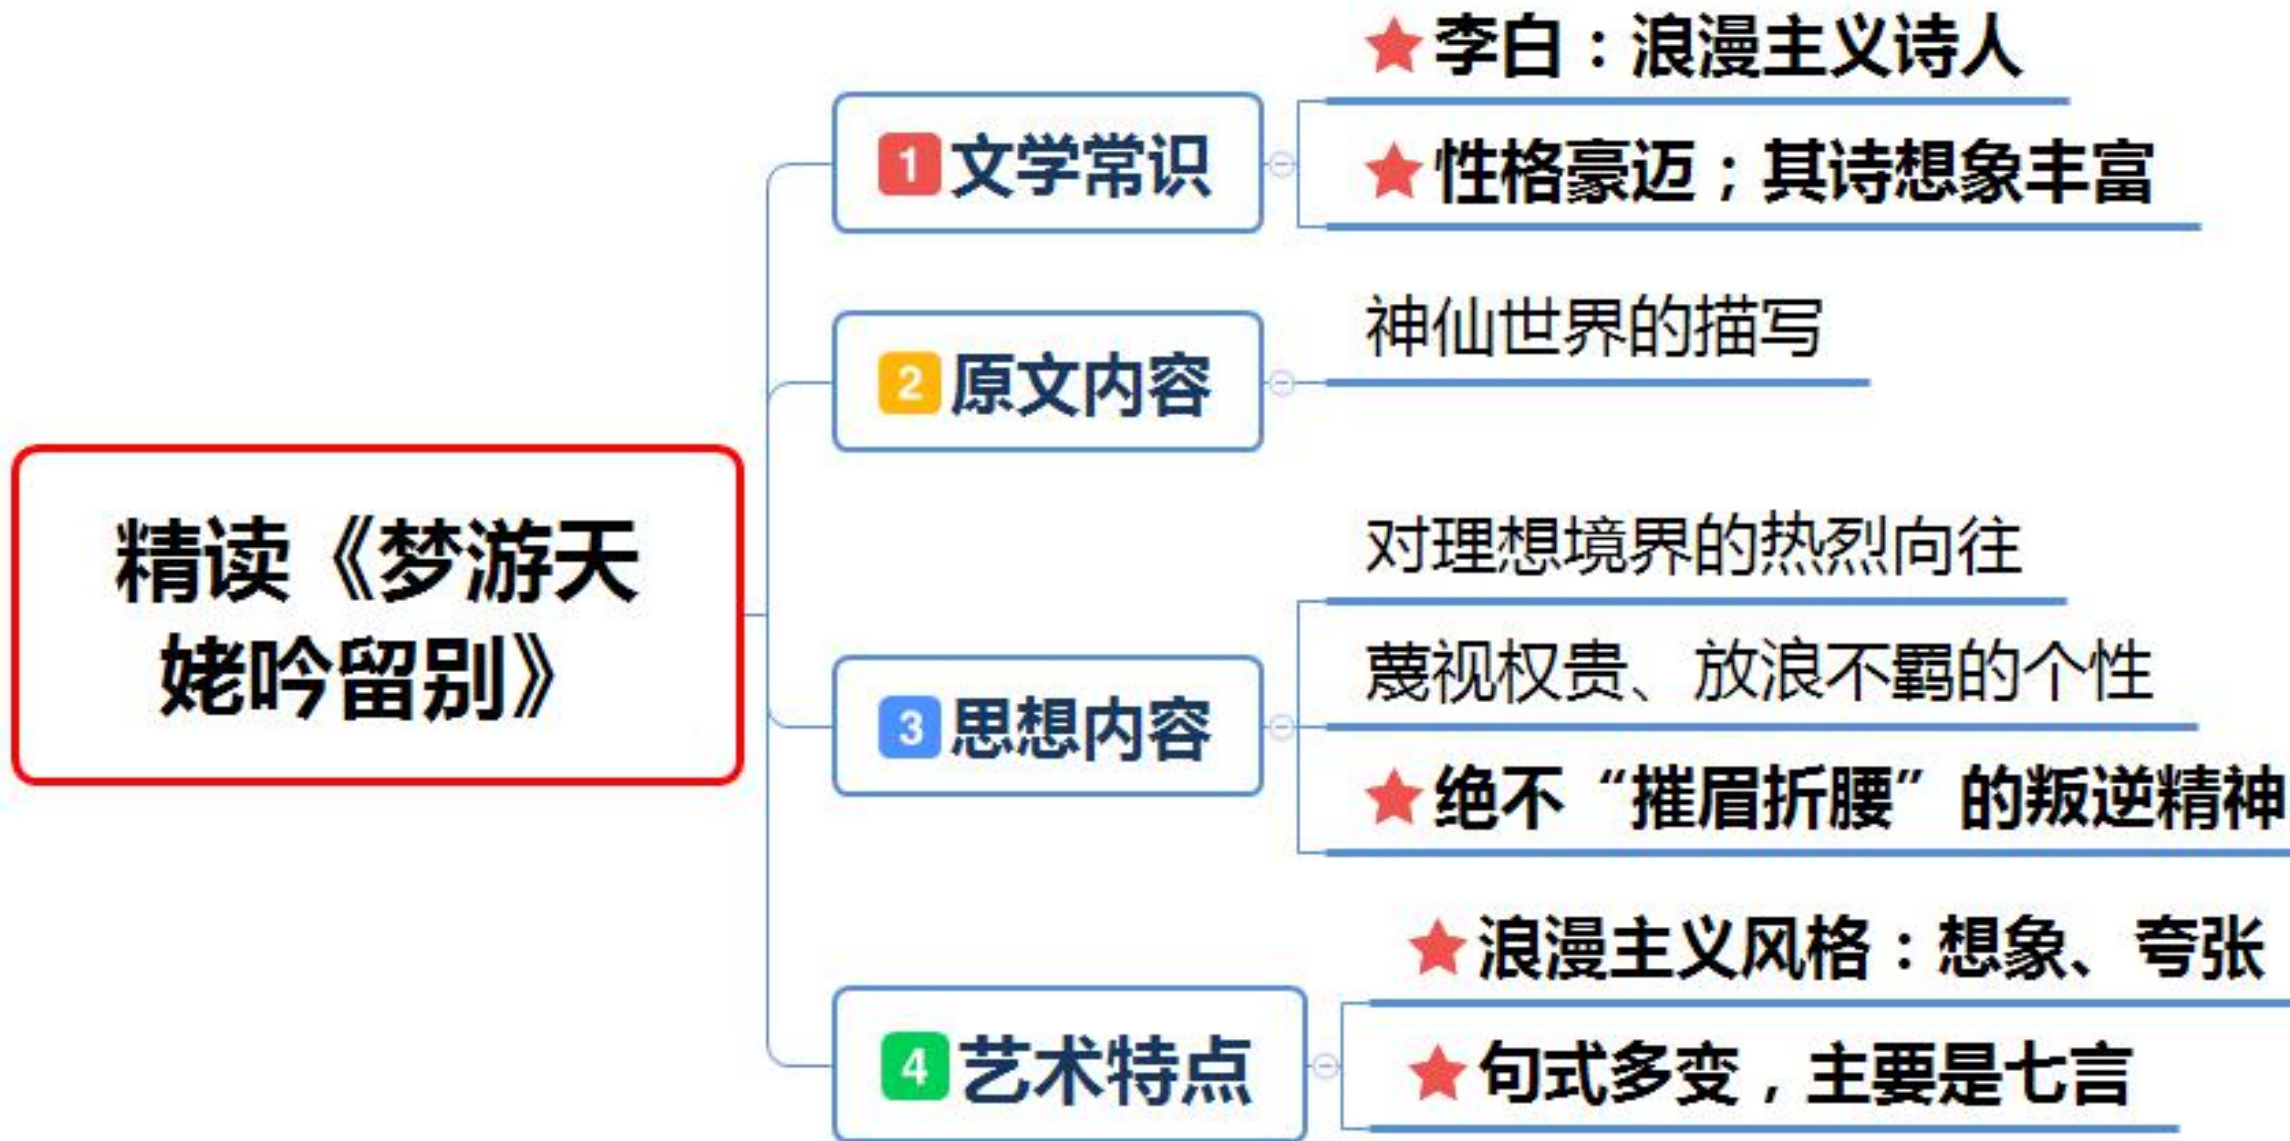 精读《梦游天
姥吟留别》
1 文学常识
李白：浪漫主义诗人
性格豪迈；其诗想象丰富
2 原文内容
神仙世界的描写
3 思想内容
对理想境界的热烈向往
蔑视权贵、放浪不羁的个性
绝不“摧眉折腰”的叛逆精神
4 艺术特点
浪漫主义风格：想象、夸张
句式多变，主要是七言